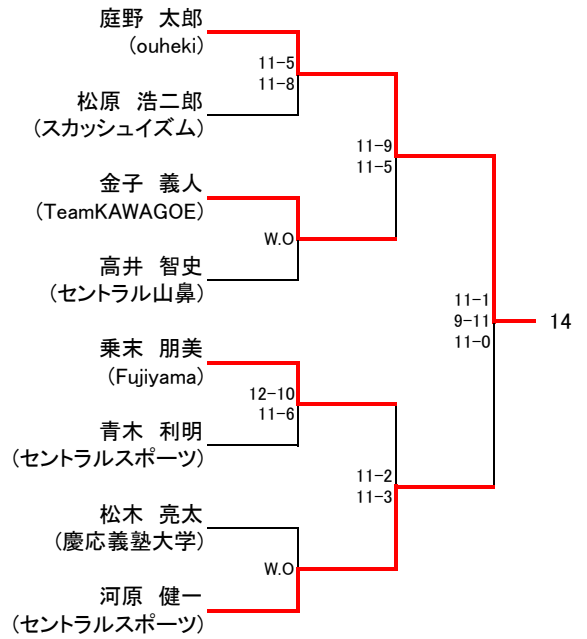 庭野　太郎
(ouheki)
11-5
11-8
松原　浩二郎
(スカッシュイズム)
11-9
11-5
金子　義人
(TeamKAWAGOE)
W.O
高井　智史
(セントラル山鼻)
11-1
9-11
11-0
14
乗末　朋美
(Fujiyama)
12-10
11-6
青木　利明
(セントラルスポーツ)
11-2
11-3
松木　亮太
(慶応義塾大学)
W.O
河原　健一
(セントラルスポーツ)